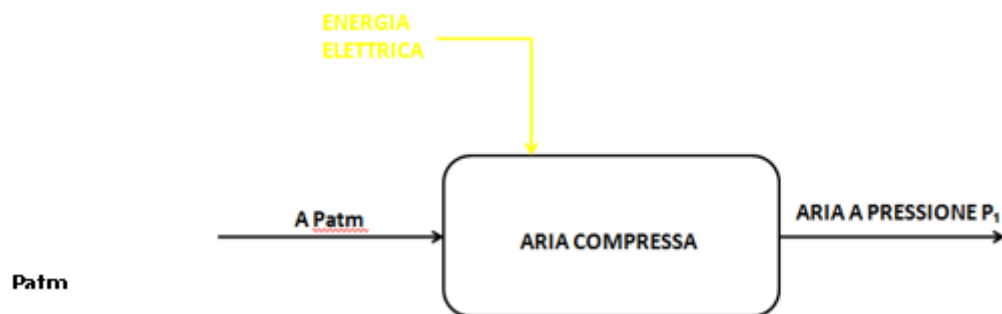 ENERGIA
ELETTRICA
A Patm
ARIA A PRESSIONE P₁
ARIA COMPRESSA
Patm